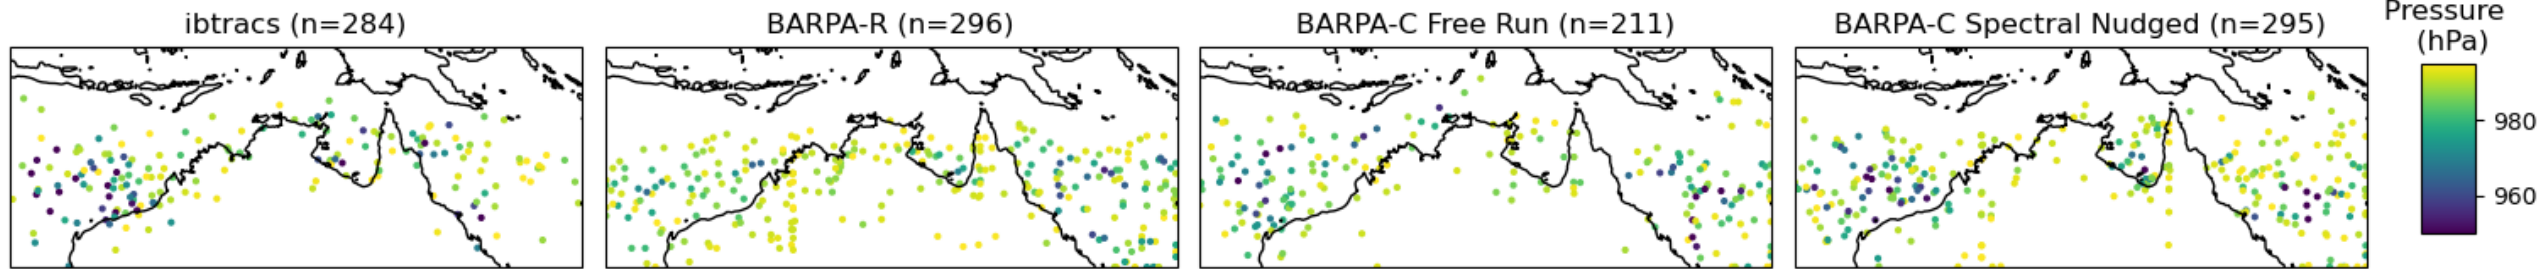 ibtracs (n=284)
BARPA-R (n=296)
BARPA-C Free Run (n=211)
BARPA-C Spectral Nudged (n=295)
Pressure
(hPa)
980
960